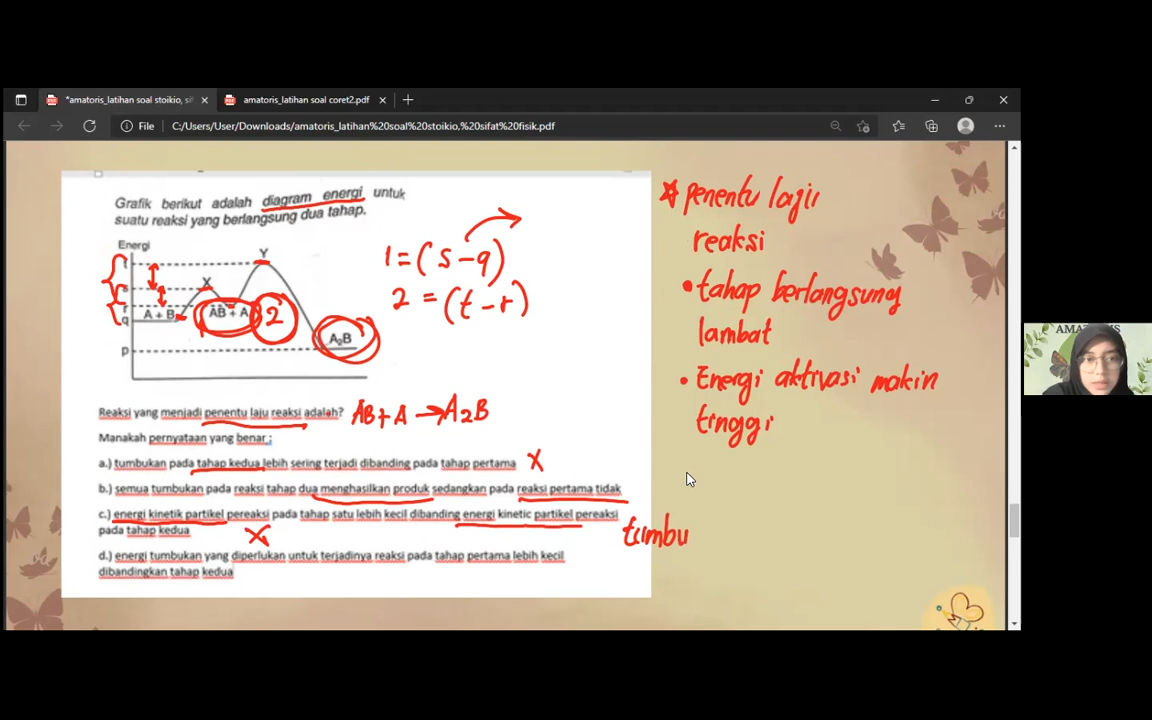 *amatoris_latihan soal stoikio, si
amatoris_latihan soal coret2.pdf
File
C:/Users/User/Downloads/amatoris_latihan%20soal%20stoikio,%20sifat%20fisik.pdf
Grafik berikut adalah diagram energi untuk
suatu reaksi yang berlangsung dua tahap.
Energi
t
s
r
q
p
X
Y
A + B
AB + A
2
A₂B
1 = (s - q)
2 = (t - r)
Reaksi yang menjadi penentu laju reaksi adalah?
AB + A → A2B
Manakah pernyataan yang benar ;
a.) tumbukan pada tahap kedua lebih sering terjadi dibanding pada tahap pertama
X
b.) semua tumbukan pada reaksi tahap dua menghasilkan produk sedangkan pada reaksi pertama tidak
c.) energi kinetik partikel pereaksi pada tahap satu lebih kecil dibanding energi kinetic partikel pereaksi
pada tahap kedua
X
d.) energi tumbukan yang diperlukan untuk terjadinya reaksi pada tahap pertama lebih kecil
dibandingkan tahap kedua
penentu laju
reaksi
• tahap berlangsung
lambat
• Energi aktivasi makin
tinggi
tumbu